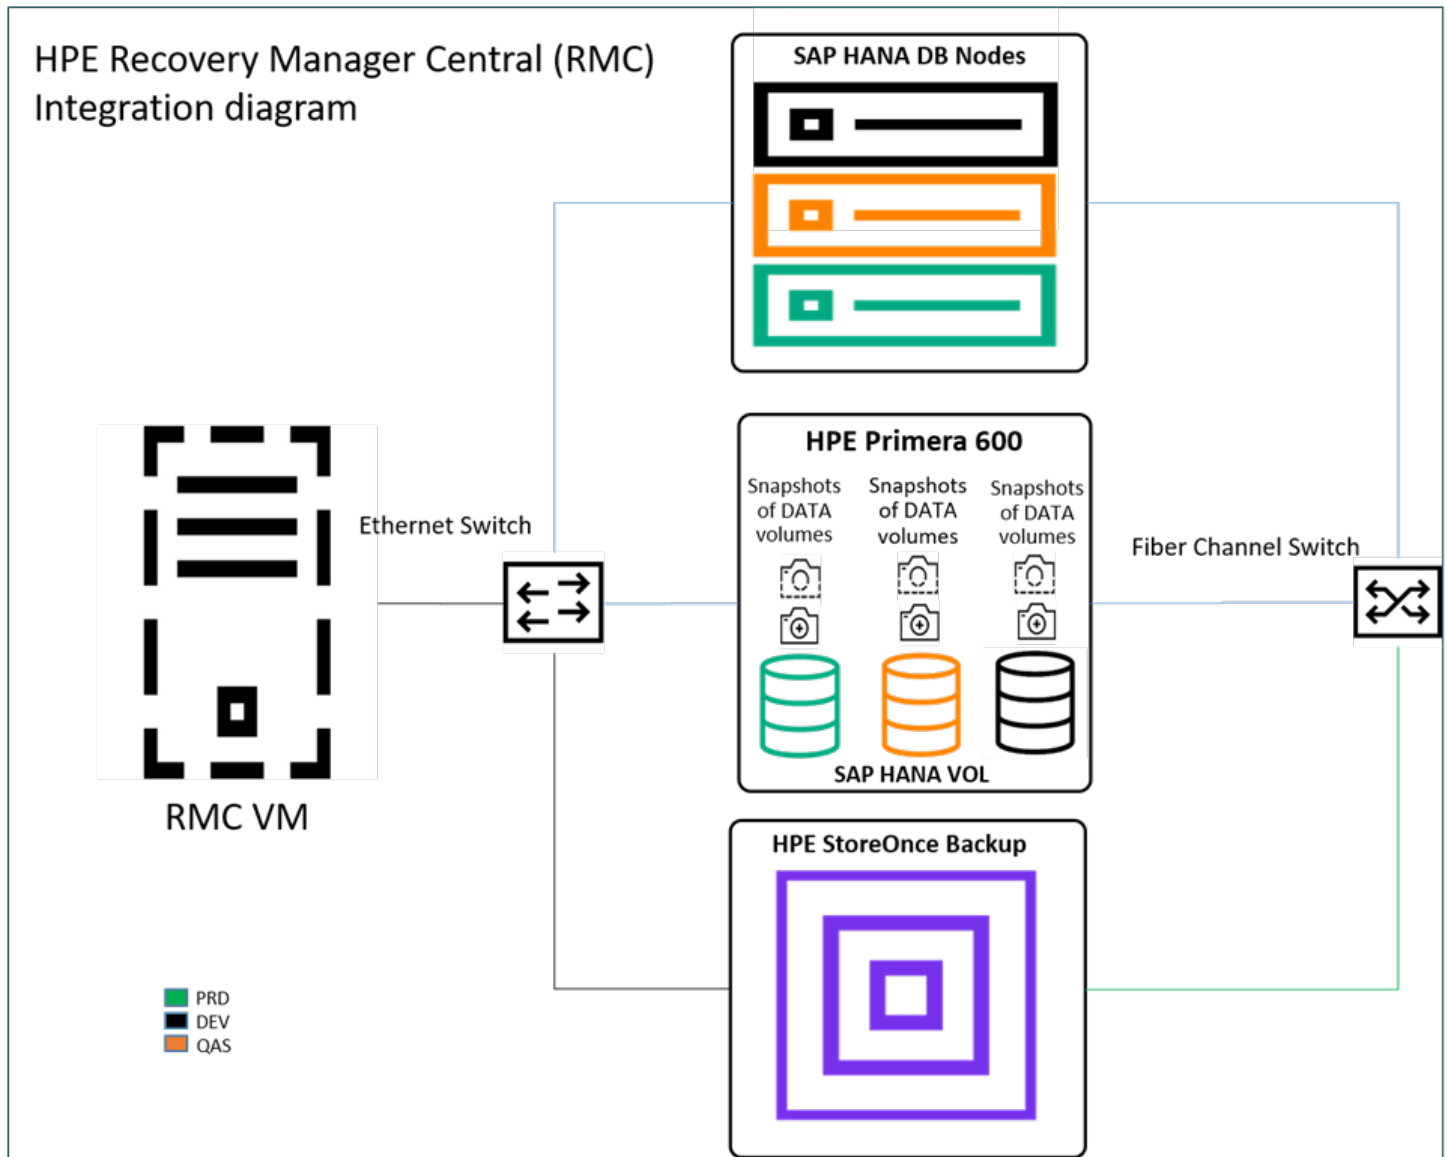 HPE Recovery Manager Central (RMC)
Integration diagram
SAP HANA DB Nodes
HPE Primera 600
Snapshots
of DATA
volumes
Snapshots
of DATA
volumes
Snapshots
of DATA
volumes
SAP HANA VOL
Ethernet Switch
Fiber Channel Switch
RMC VM
HPE StoreOnce Backup
PRD
DEV
QAS